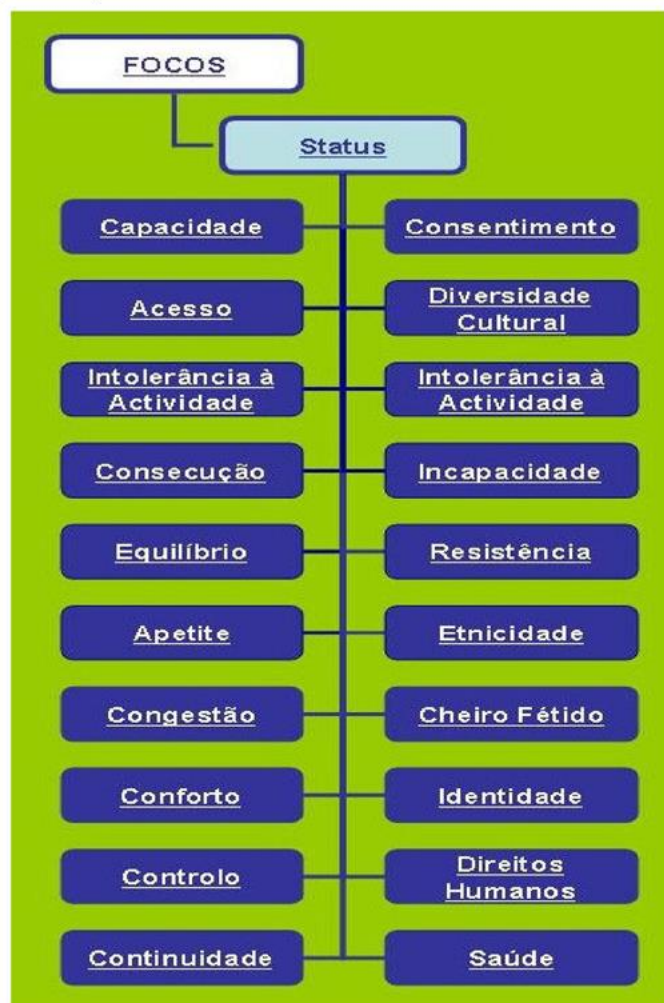 FOCOS
Status
Capacidade
Consentimento
Acesso
Diversidade
Cultural
Intolerância à
Actividade
Intolerância à
Actividade
Consecução
Incapacidade
Equilíbrio
Resistência
Apetite
Etnicidade
Congestão
Cheiro Fétido
Conforto
Identidade
Controlo
Direitos
Humanos
Continuidade
Saúde